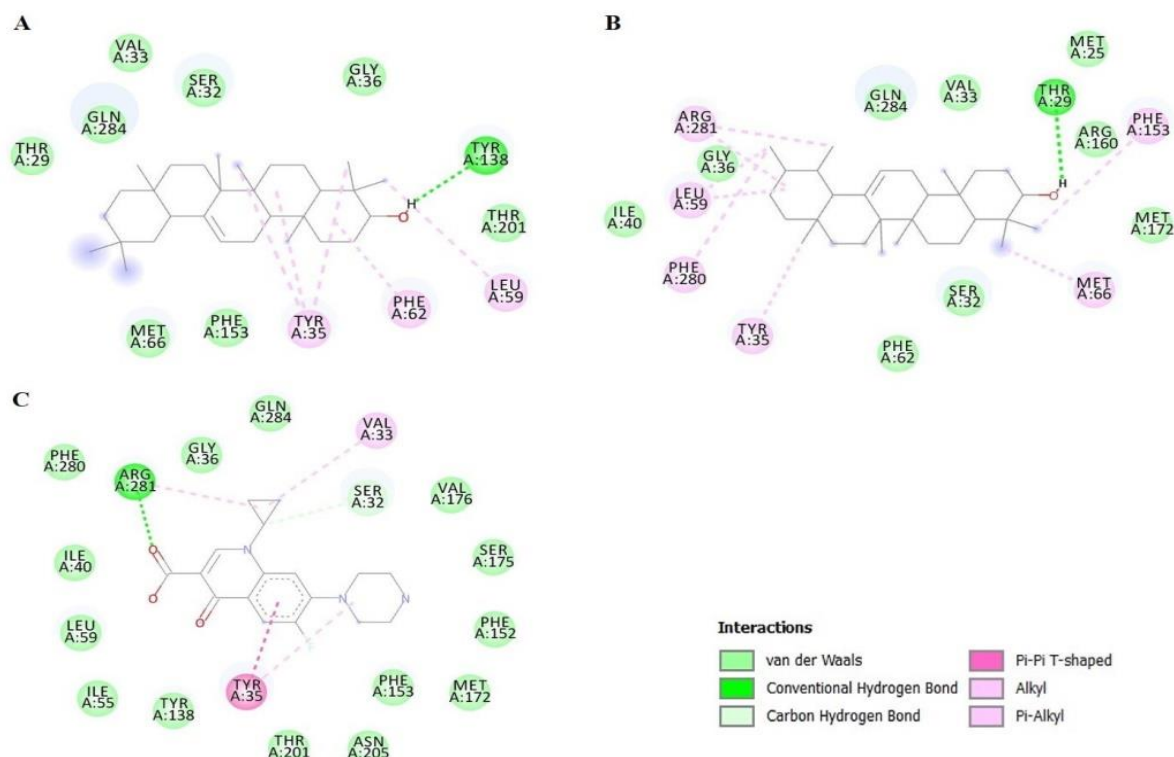 A
VAL
A:33
SER
A:32
GLY
A:36
GLN
A:284
THR
A:29
TYR
A:138
H
O
THR
A:201
LEU
A:59
PHE
A:62
TYR
A:35
PHE
A:153
MET
A:66
B
MET
A:25
GLN
A:284
VAL
A:33
THR
A:29
ARG
A:281
PHE
A:153
ARG
A:160
GLY
A:36
LEU
A:59
H
O
ILE
A:40
MET
A:172
PHE
A:280
SER
A:32
MET
A:66
TYR
A:35
PHE
A:62
C
GLN
A:284
VAL
A:33
GLY
A:36
PHE
A:280
ARG
A:281
SER
A:32
VAL
A:176
O
N
ILE
A:40
SER
A:175
O
N
N
O
LEU
A:59
PHE
A:152
F
ILE
A:55
TYR
A:138
TYR
A:35
PHE
A:153
MET
A:172
THR
A:201
ASN
A:205
Interactions
van der Waals
Conventional Hydrogen Bond
Carbon Hydrogen Bond
Pi-Pi T-shaped
Alkyl
Pi-Alkyl